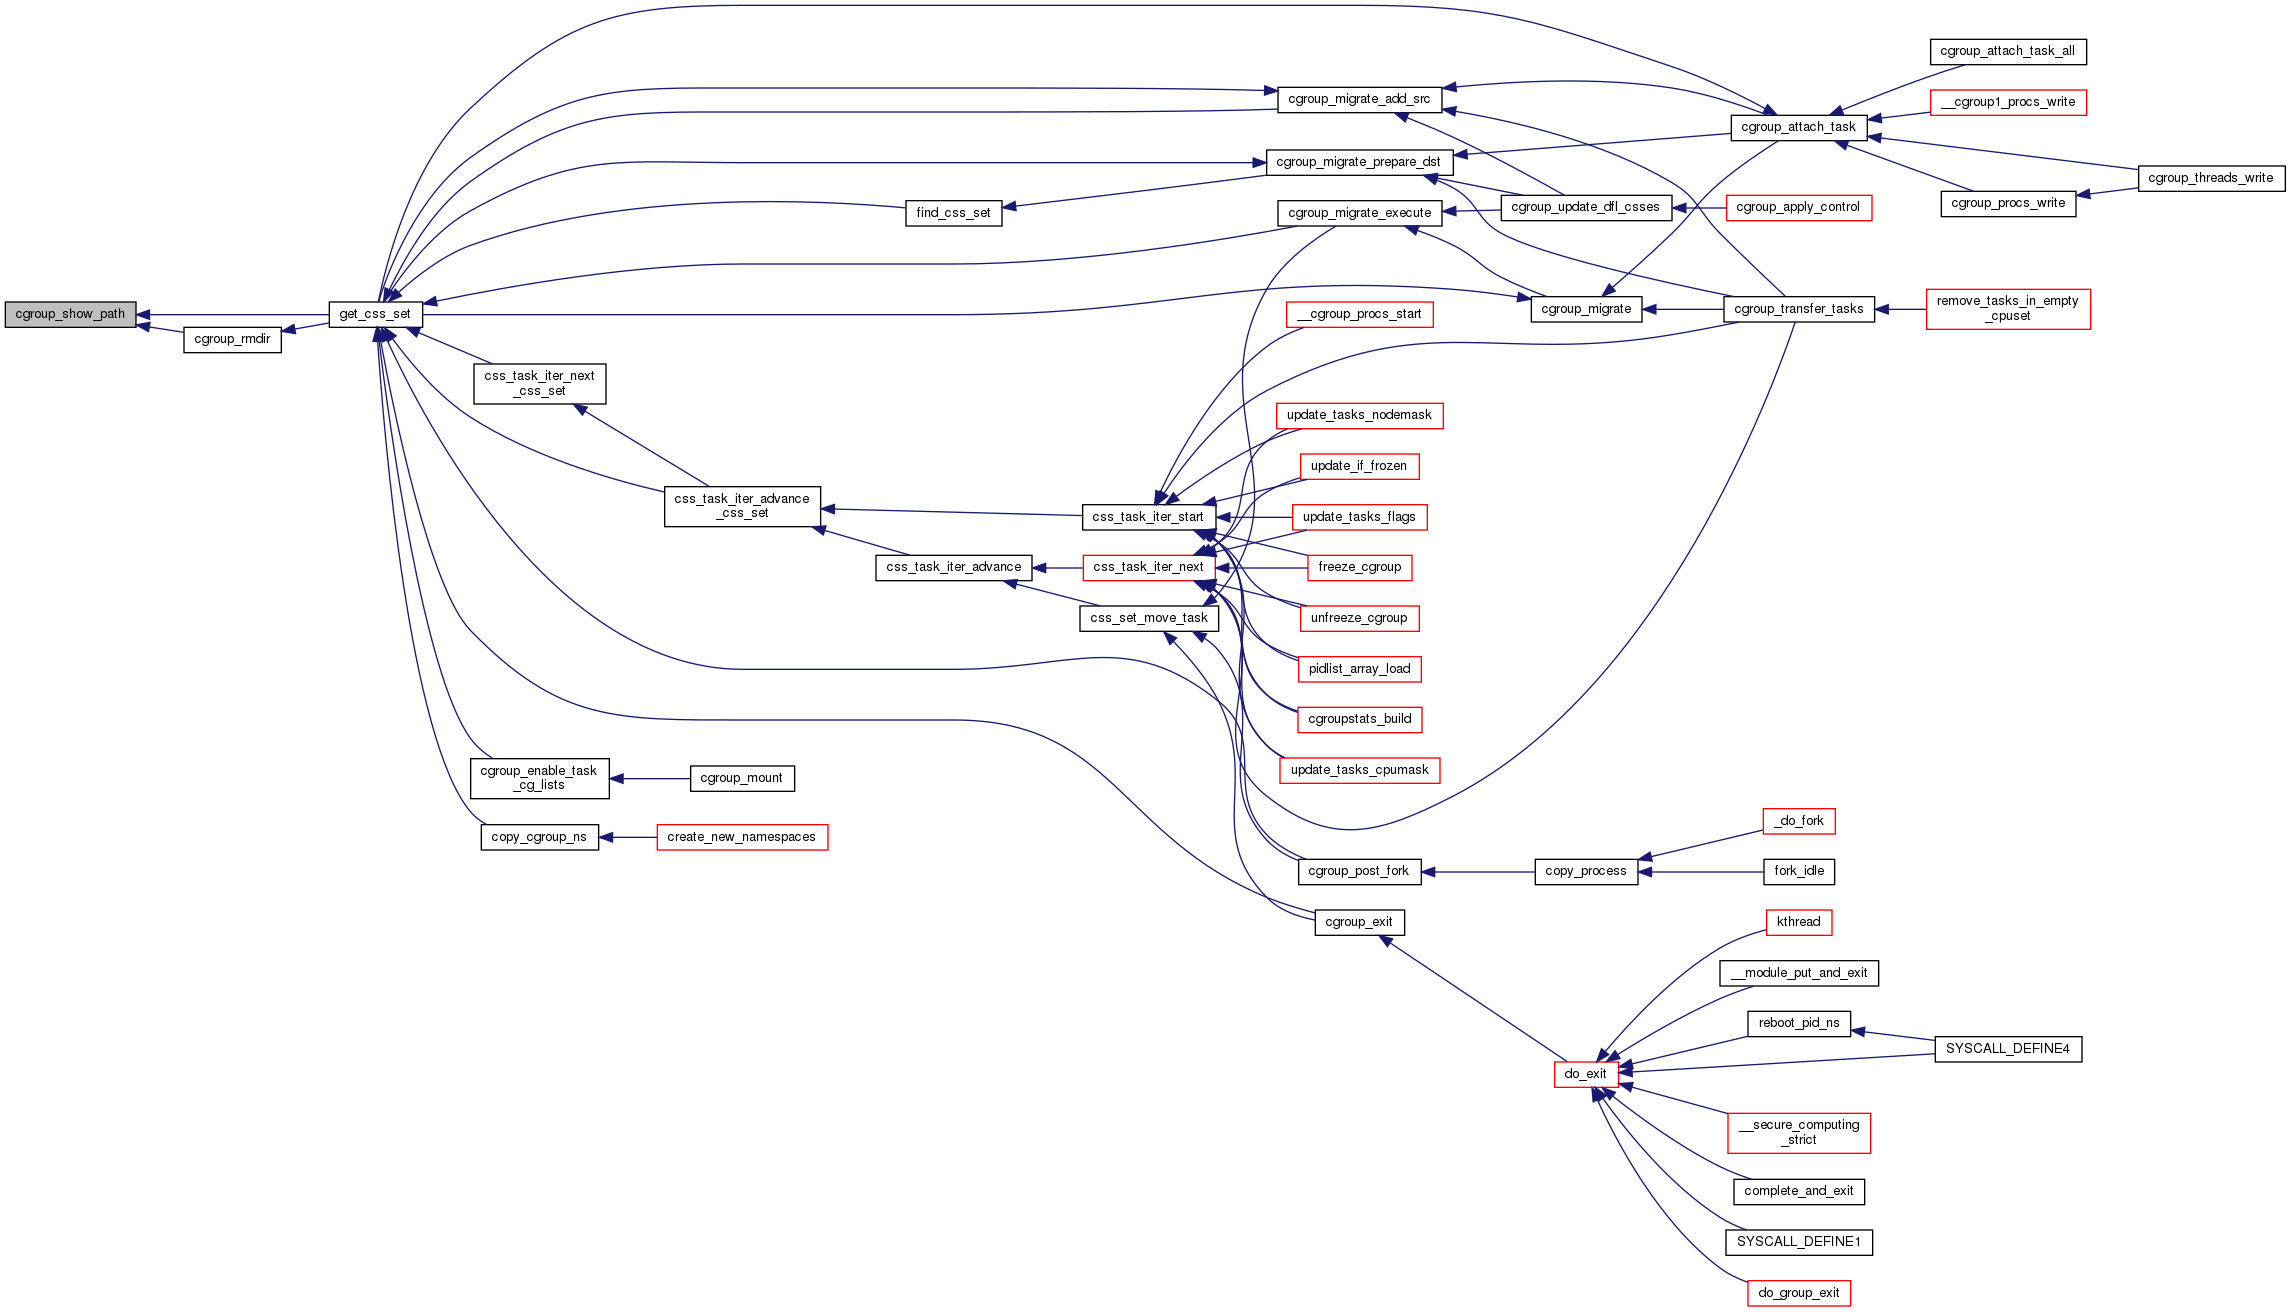 cgroup_show_path
cgroup_rmdir
get_css_set
css_task_iter_next
_css_set
cgroup_enable_task
_cg_lists
copy_cgroup_ns
css_task_iter_advance
_css_set
cgroup_mount
create_new_namespaces
find_css_set
css_task_iter_advance
css_task_iter_start
css_task_iter_next
css_set_move_task
cgroup_migrate_add_src
cgroup_migrate_prepare_dst
cgroup_migrate_execute
__cgroup_procs_start
update_tasks_nodemask
update_if_frozen
update_tasks_flags
freeze_cgroup
unfreeze_cgroup
pidlist_array_load
cgroupstats_build
update_tasks_cpumask
cgroup_post_fork
cgroup_exit
cgroup_update_dfl_csses
cgroup_migrate
copy_process
do_exit
cgroup_attach_task
cgroup_apply_control
cgroup_transfer_tasks
_do_fork
fork_idle
kthread
__module_put_and_exit
reboot_pid_ns
__secure_computing
_strict
complete_and_exit
SYSCALL_DEFINE1
do_group_exit
cgroup_attach_task_all
__cgroup1_procs_write
cgroup_procs_write
remove_tasks_in_empty
_cpuset
SYSCALL_DEFINE4
cgroup_threads_write